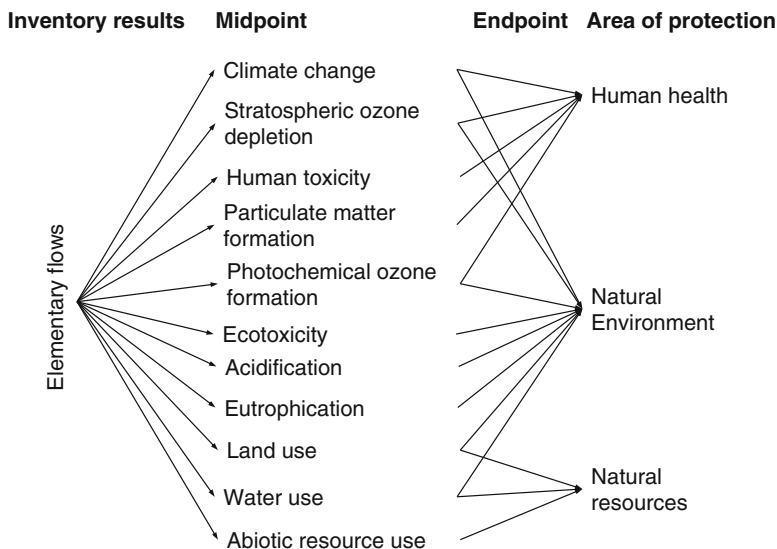 Inventory results Midpoint Endpoint Area of protection
Climate change
Stratospheric ozone
depletion
Human toxicity
Particulate matter
formation
Photochemical ozone
formation
Ecotoxicity
Acidification
Eutrophication
Land use
Water use
Abiotic resource use
Elementary flows
Human health
Natural
Environment
Natural
resources